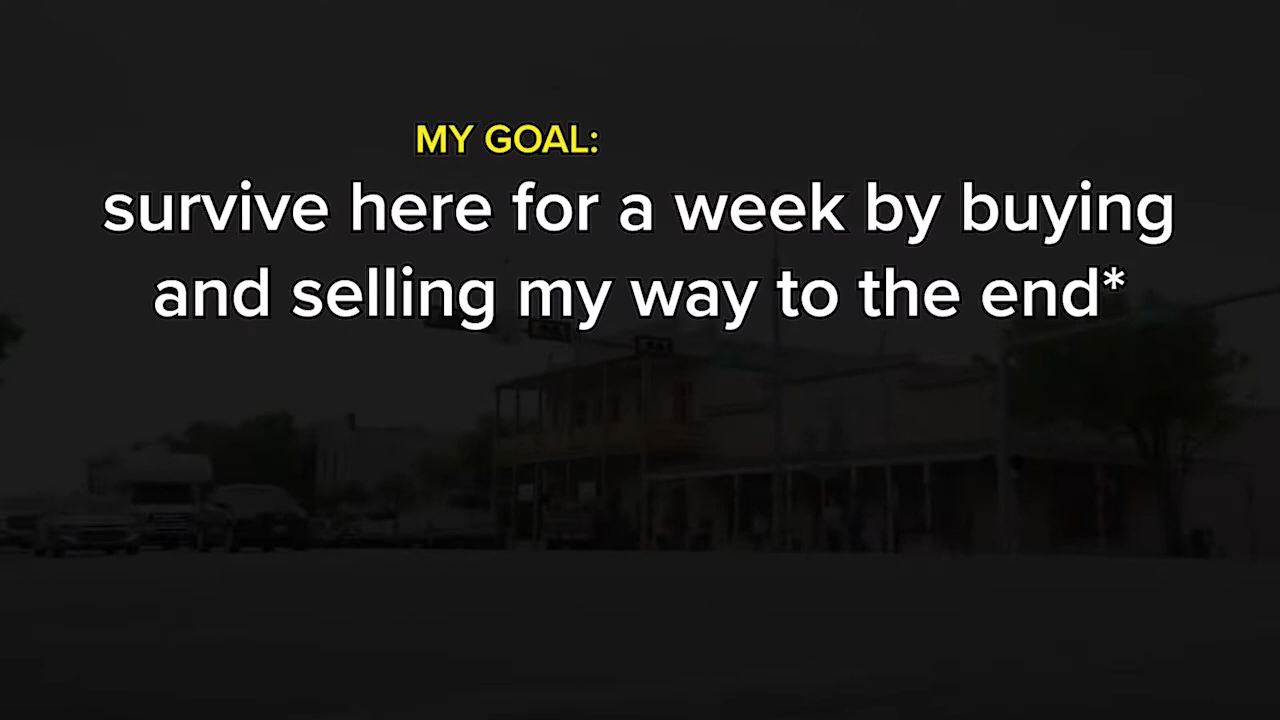 MY GOAL:
survive here for a week by buying
and selling my way to the end*